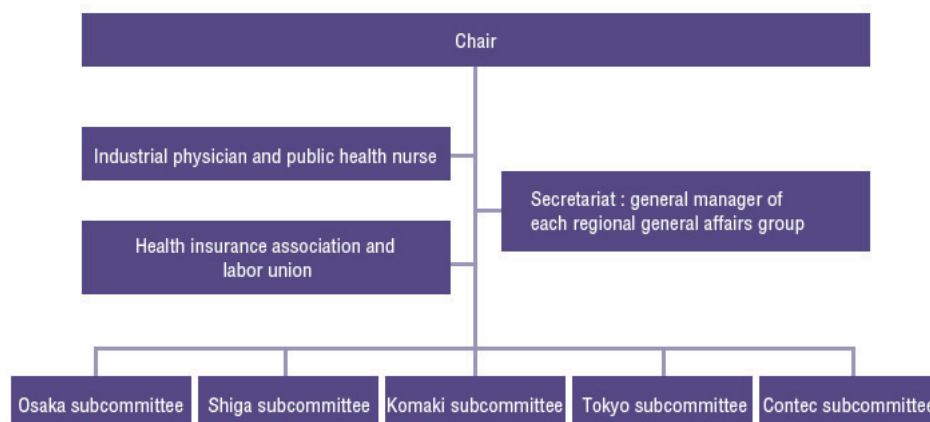 Chair
Industrial physician and public health nurse
Secretariat : general manager of
each regional general affairs group
Health insurance association and
labor union
Osaka subcommittee
Shiga subcommittee
Komaki subcommittee
Tokyo subcommittee
Contec subcommittee